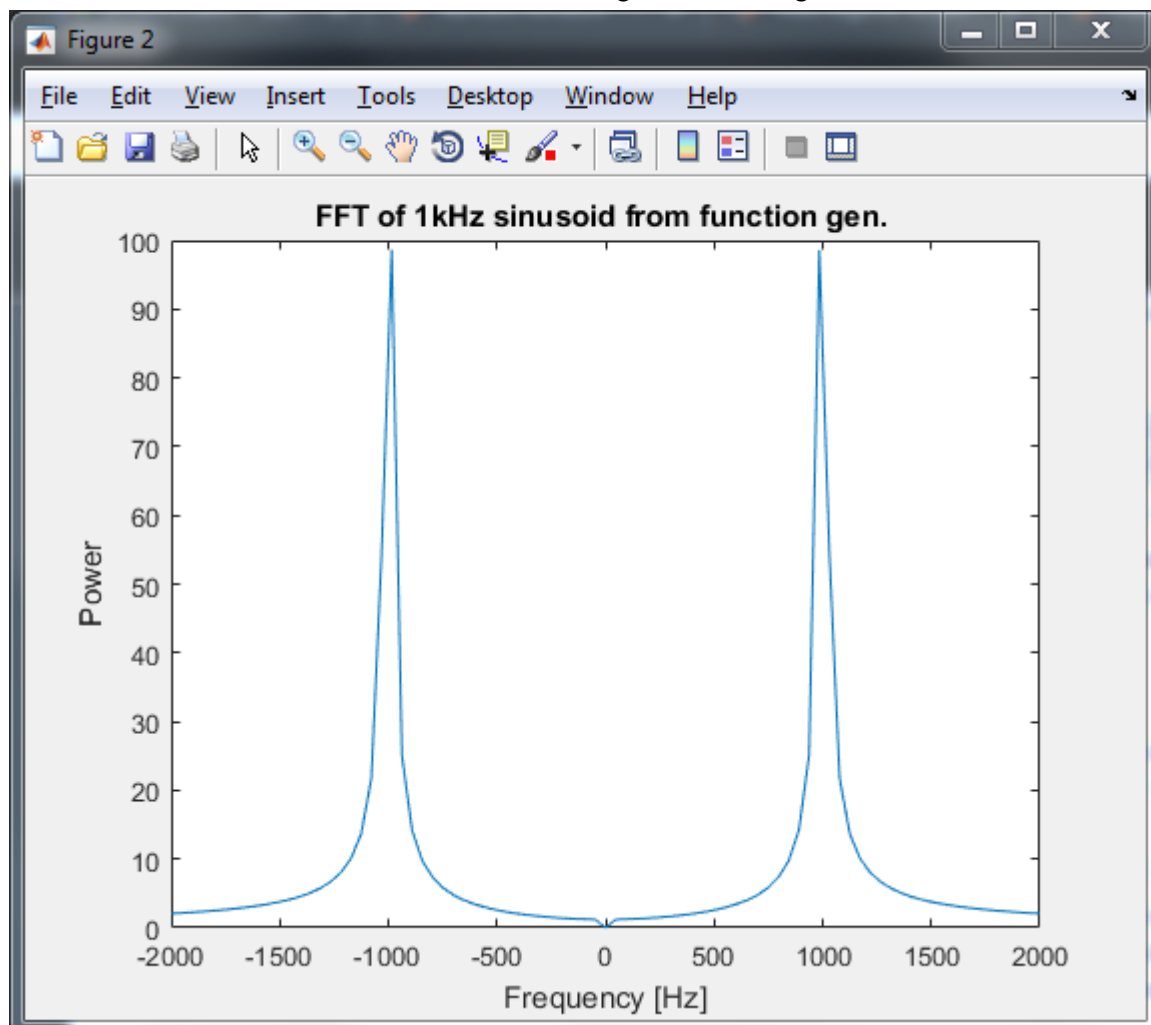 Figure 2
File Edit View Insert Tools Desktop Window Help
FFT of 1kHz sinusoid from function gen.
100
90
80
70
60
50
40
30
20
10
0
Power
-2000 -1500 -1000 -500 0 500 1000 1500 2000
Frequency [Hz]